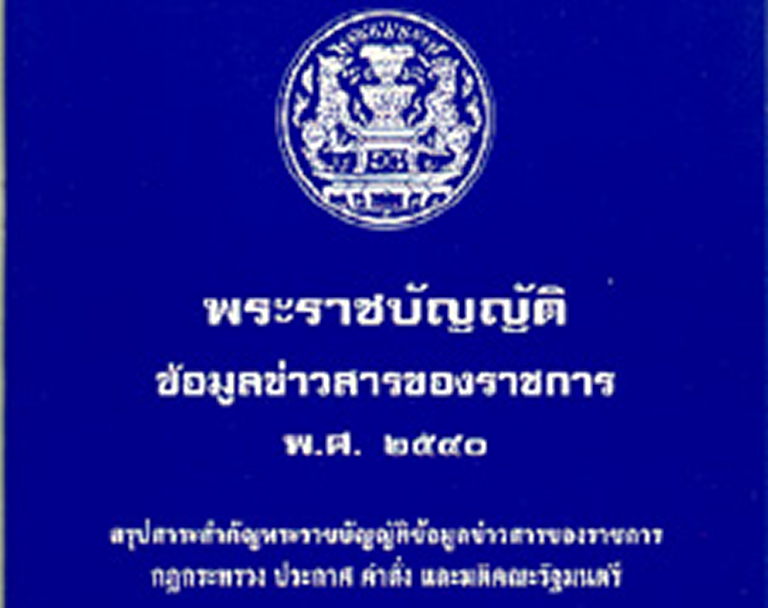 พระราชบัญญัติ
ข้อมูลข่าวสารของราชการ
พ.ศ. ๒๕๔๐
สรุปสาระสำคัญพระราชบัญญัติข้อมูลข่าวสารของราชการ
กฎกระทรวง ประกาศ คำสั่ง และมติคณะรัฐมนตรี